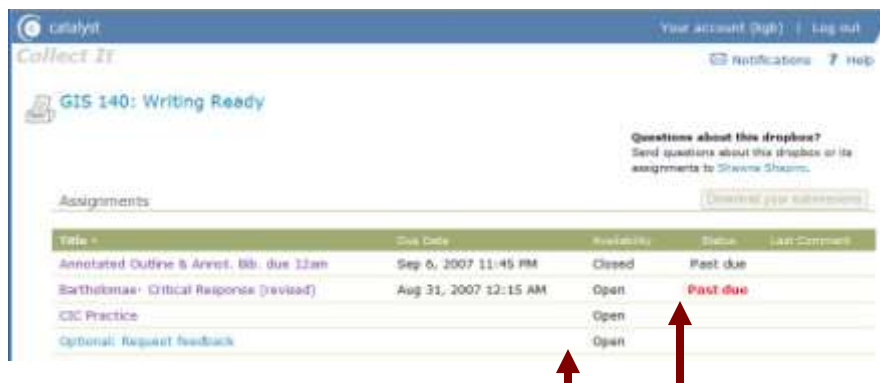 catalyst Your account (kgb) | Log out
Collect It
Notifications ? Help
GIS 140: Writing Ready
Questions about this dropbox?
Send questions about this dropbox or its
assignments to Shawna Shapiro.
Assignments Download your submissions
Title Due Date Availability Status Last Comment
Annotated Outline & Annot. Bib. due 12am Sep 6, 2007 11:45 PM Closed Past due
Bartholomae- Critical Response (revised) Aug 31, 2007 12:15 AM Open Past due
CIC Practice Open
Optional: Request feedback Open